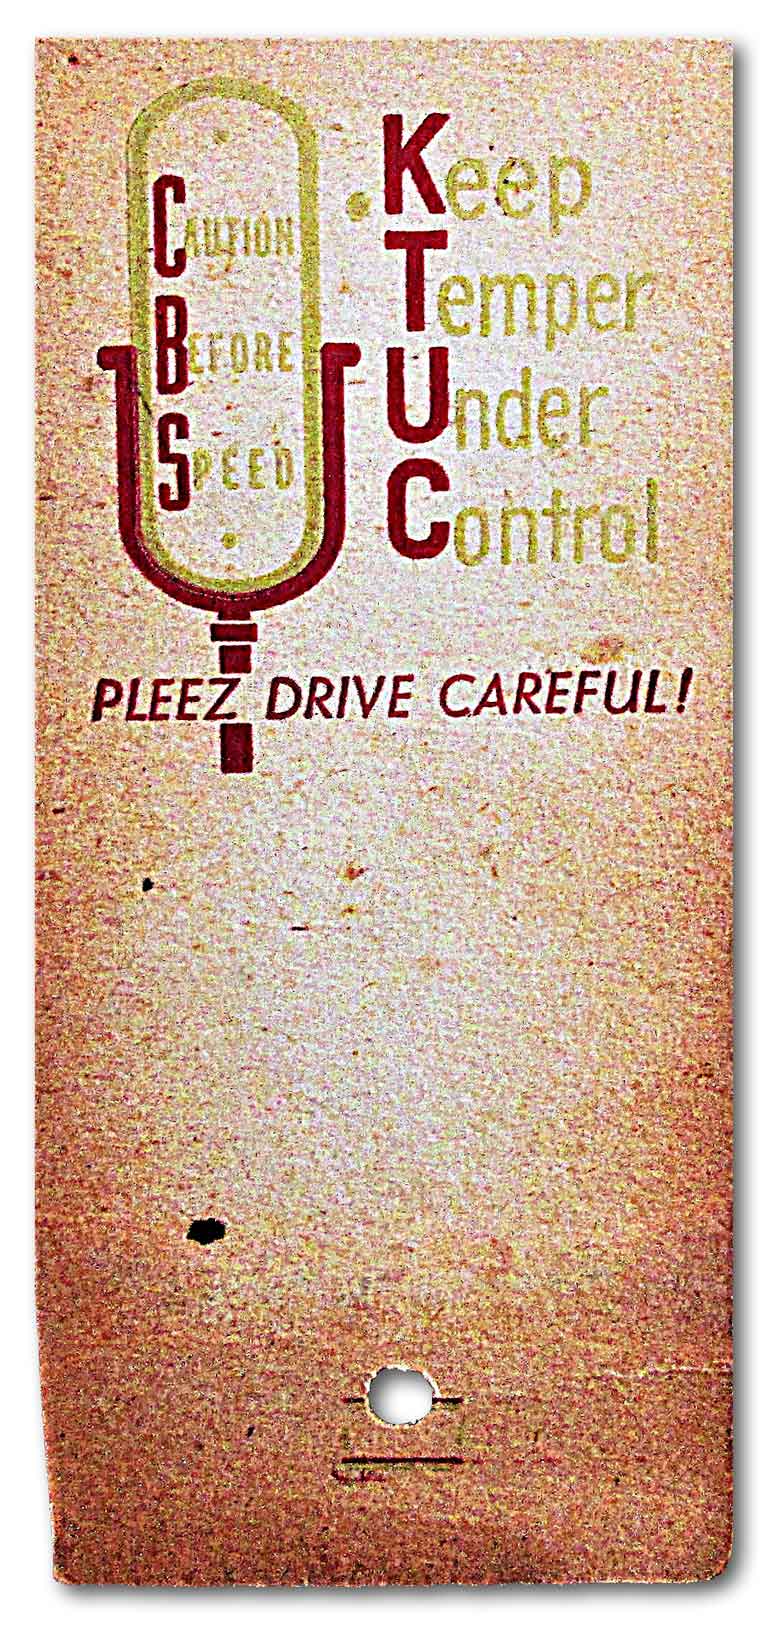 CAUTION
BEFORE
SPEED
Keep
Temper
Under
Control
PLEEZ DRIVE CAREFUL!